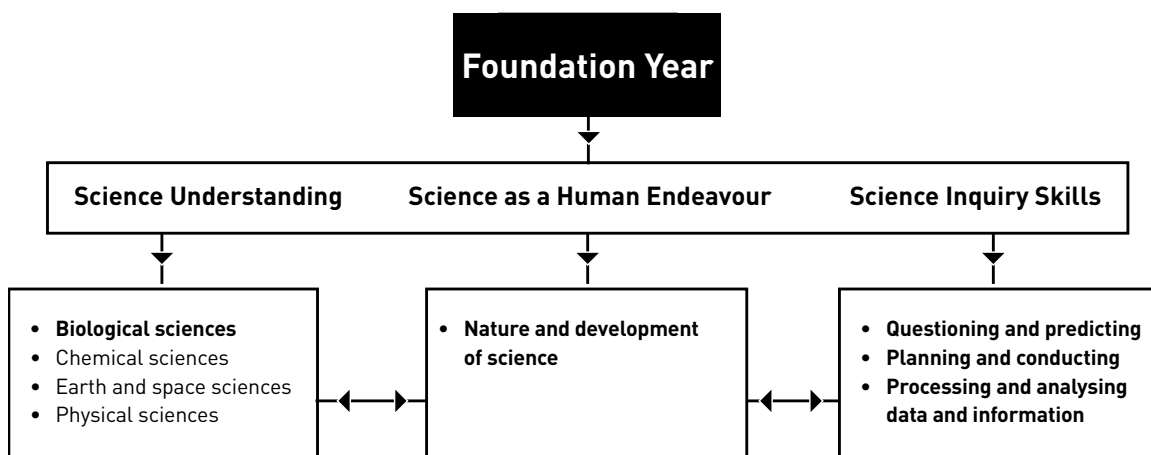 Foundation Year
Science Understanding
Science as a Human Endeavour
Science Inquiry Skills
• Biological sciences
• Chemical sciences
• Earth and space sciences
• Physical sciences
• Nature and development
of science
• Questioning and predicting
• Planning and conducting
• Processing and analysing
data and information